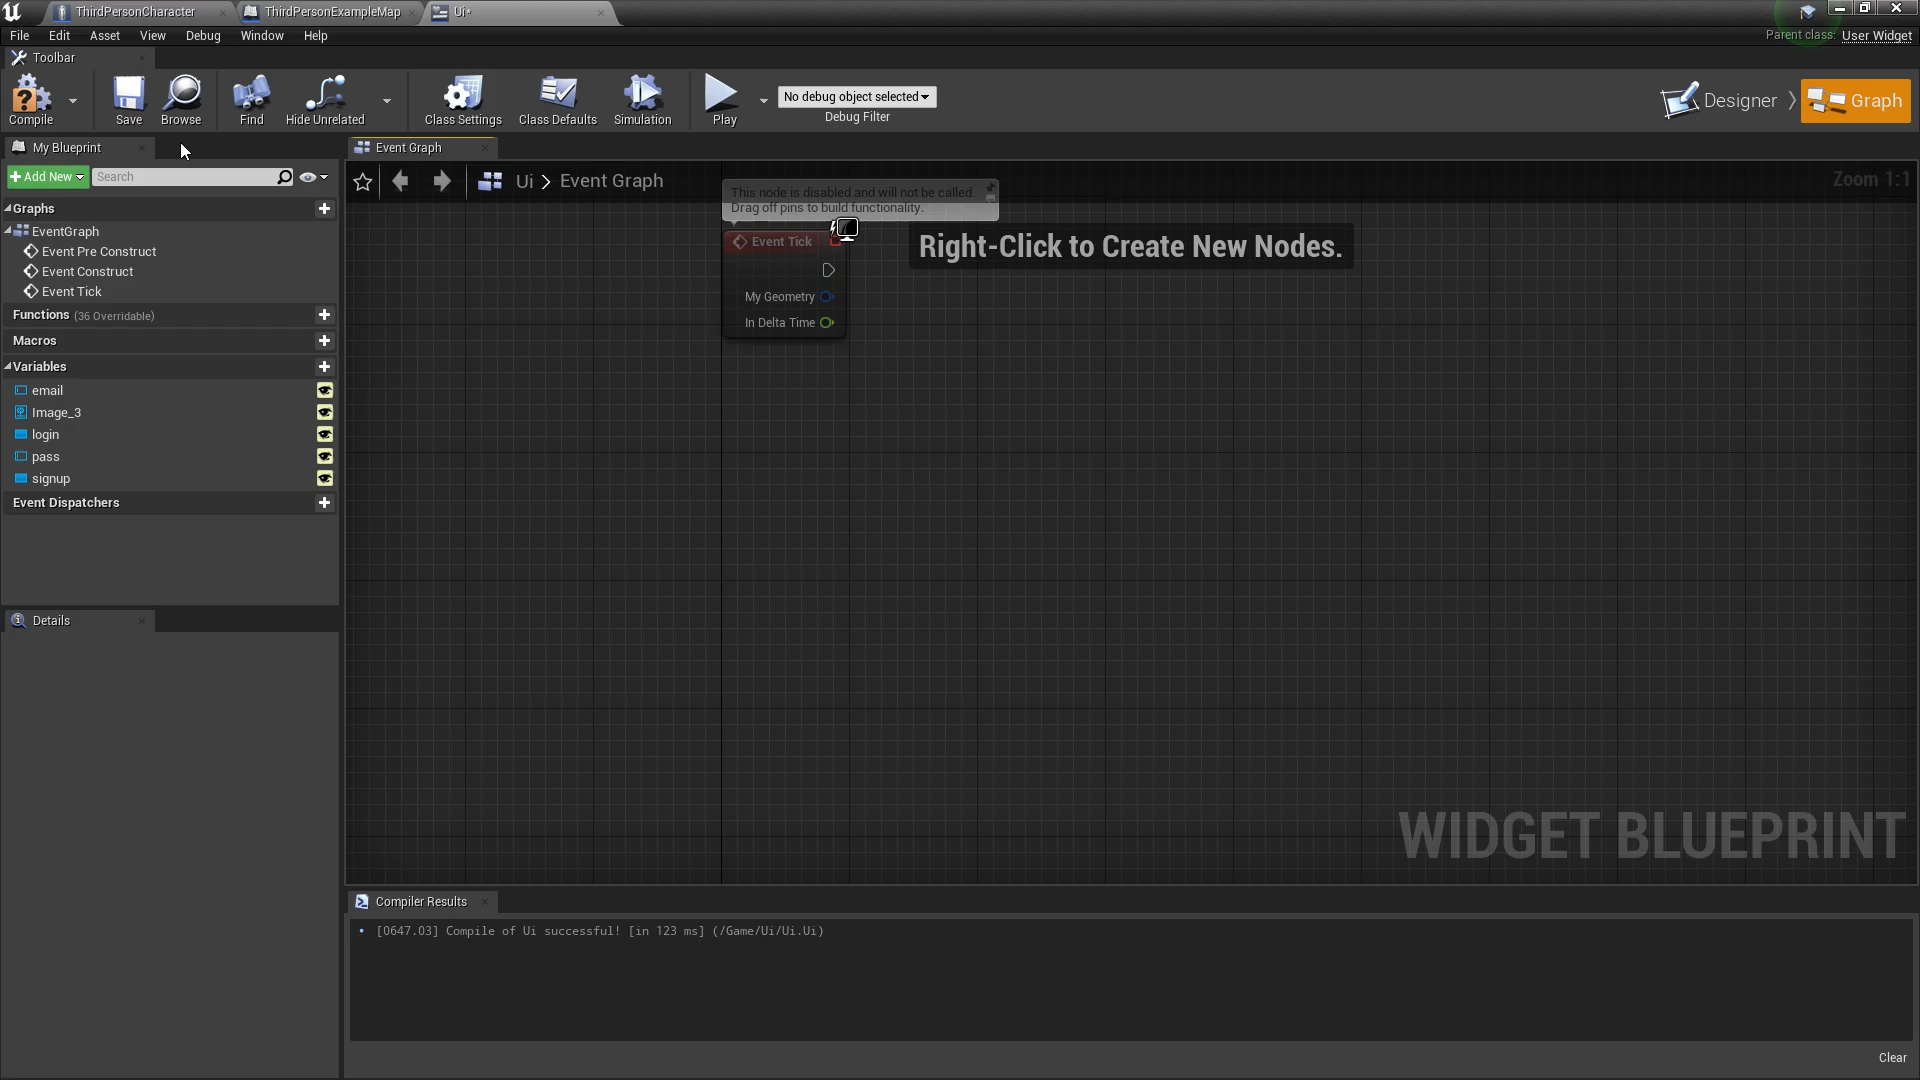 ThirdPersonCharacter
ThirdPersonExampleMap
Ui*
File Edit Asset View Debug Window Help
Parent class: User Widget
Toolbar
Compile
Save
Browse
Find
Hide Unrelated
Class Settings
Class Defaults
Simulation
Play
No debug object selected
Debug Filter
Designer
Graph
My Blueprint
Event Graph
Add New
Search
Ui > Event Graph
Zoom 1:1
This node is disabled and will not be called.
Drag off pins to build functionality.
Event Tick
My Geometry
In Delta Time
Right-Click to Create New Nodes.
Graphs
EventGraph
Event Pre Construct
Event Construct
Event Tick
Functions (36 Overridable)
Macros
Variables
email
Image_3
login
pass
signup
Event Dispatchers
Details
WIDGET BLUEPRINT
Compiler Results
[0647.03] Compile of Ui successful! [in 123 ms] (/Game/Ui/Ui.Ui)
Clear